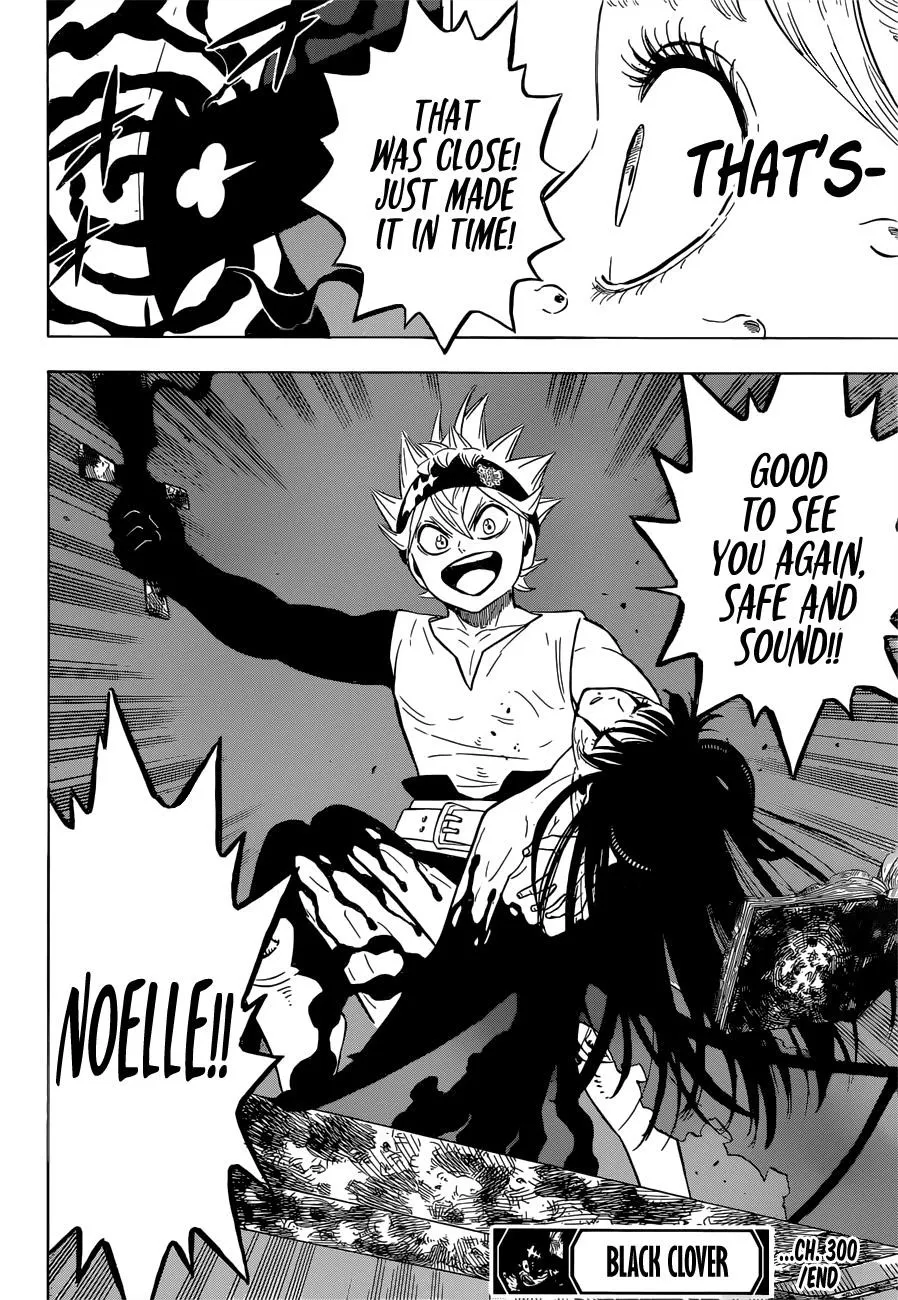 THAT'S-
THAT
WAS CLOSE!
JUST MADE
IT IN TIME!
GOOD
TO SEE
YOU AGAIN,
SAFE AND
SOUND!!
NOELLE!!
BLACK CLOVER
...CH. 300
/END